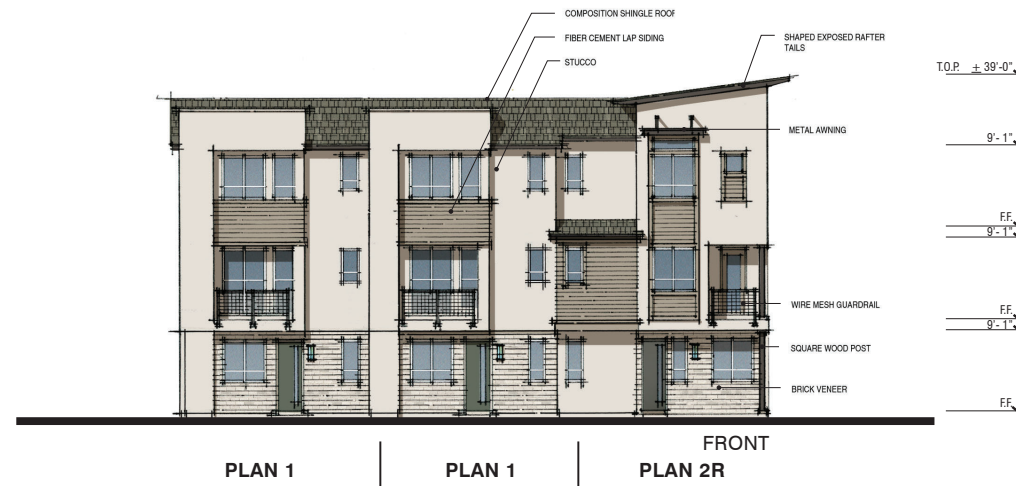 COMPOSITION SHINGLE ROOF
FIBER CEMENT LAP SIDING
STUCCO
SHAPED EXPOSED RAFTER
TAILS
T.O.P. ± 39'-0"
METAL AWNING
9'- 1"
F.F.
9'- 1"
WIRE MESH GUARDRAIL
F.F.
9'- 1"
SQUARE WOOD POST
BRICK VENEER
F.F.
FRONT
PLAN 1
PLAN 1
PLAN 2R